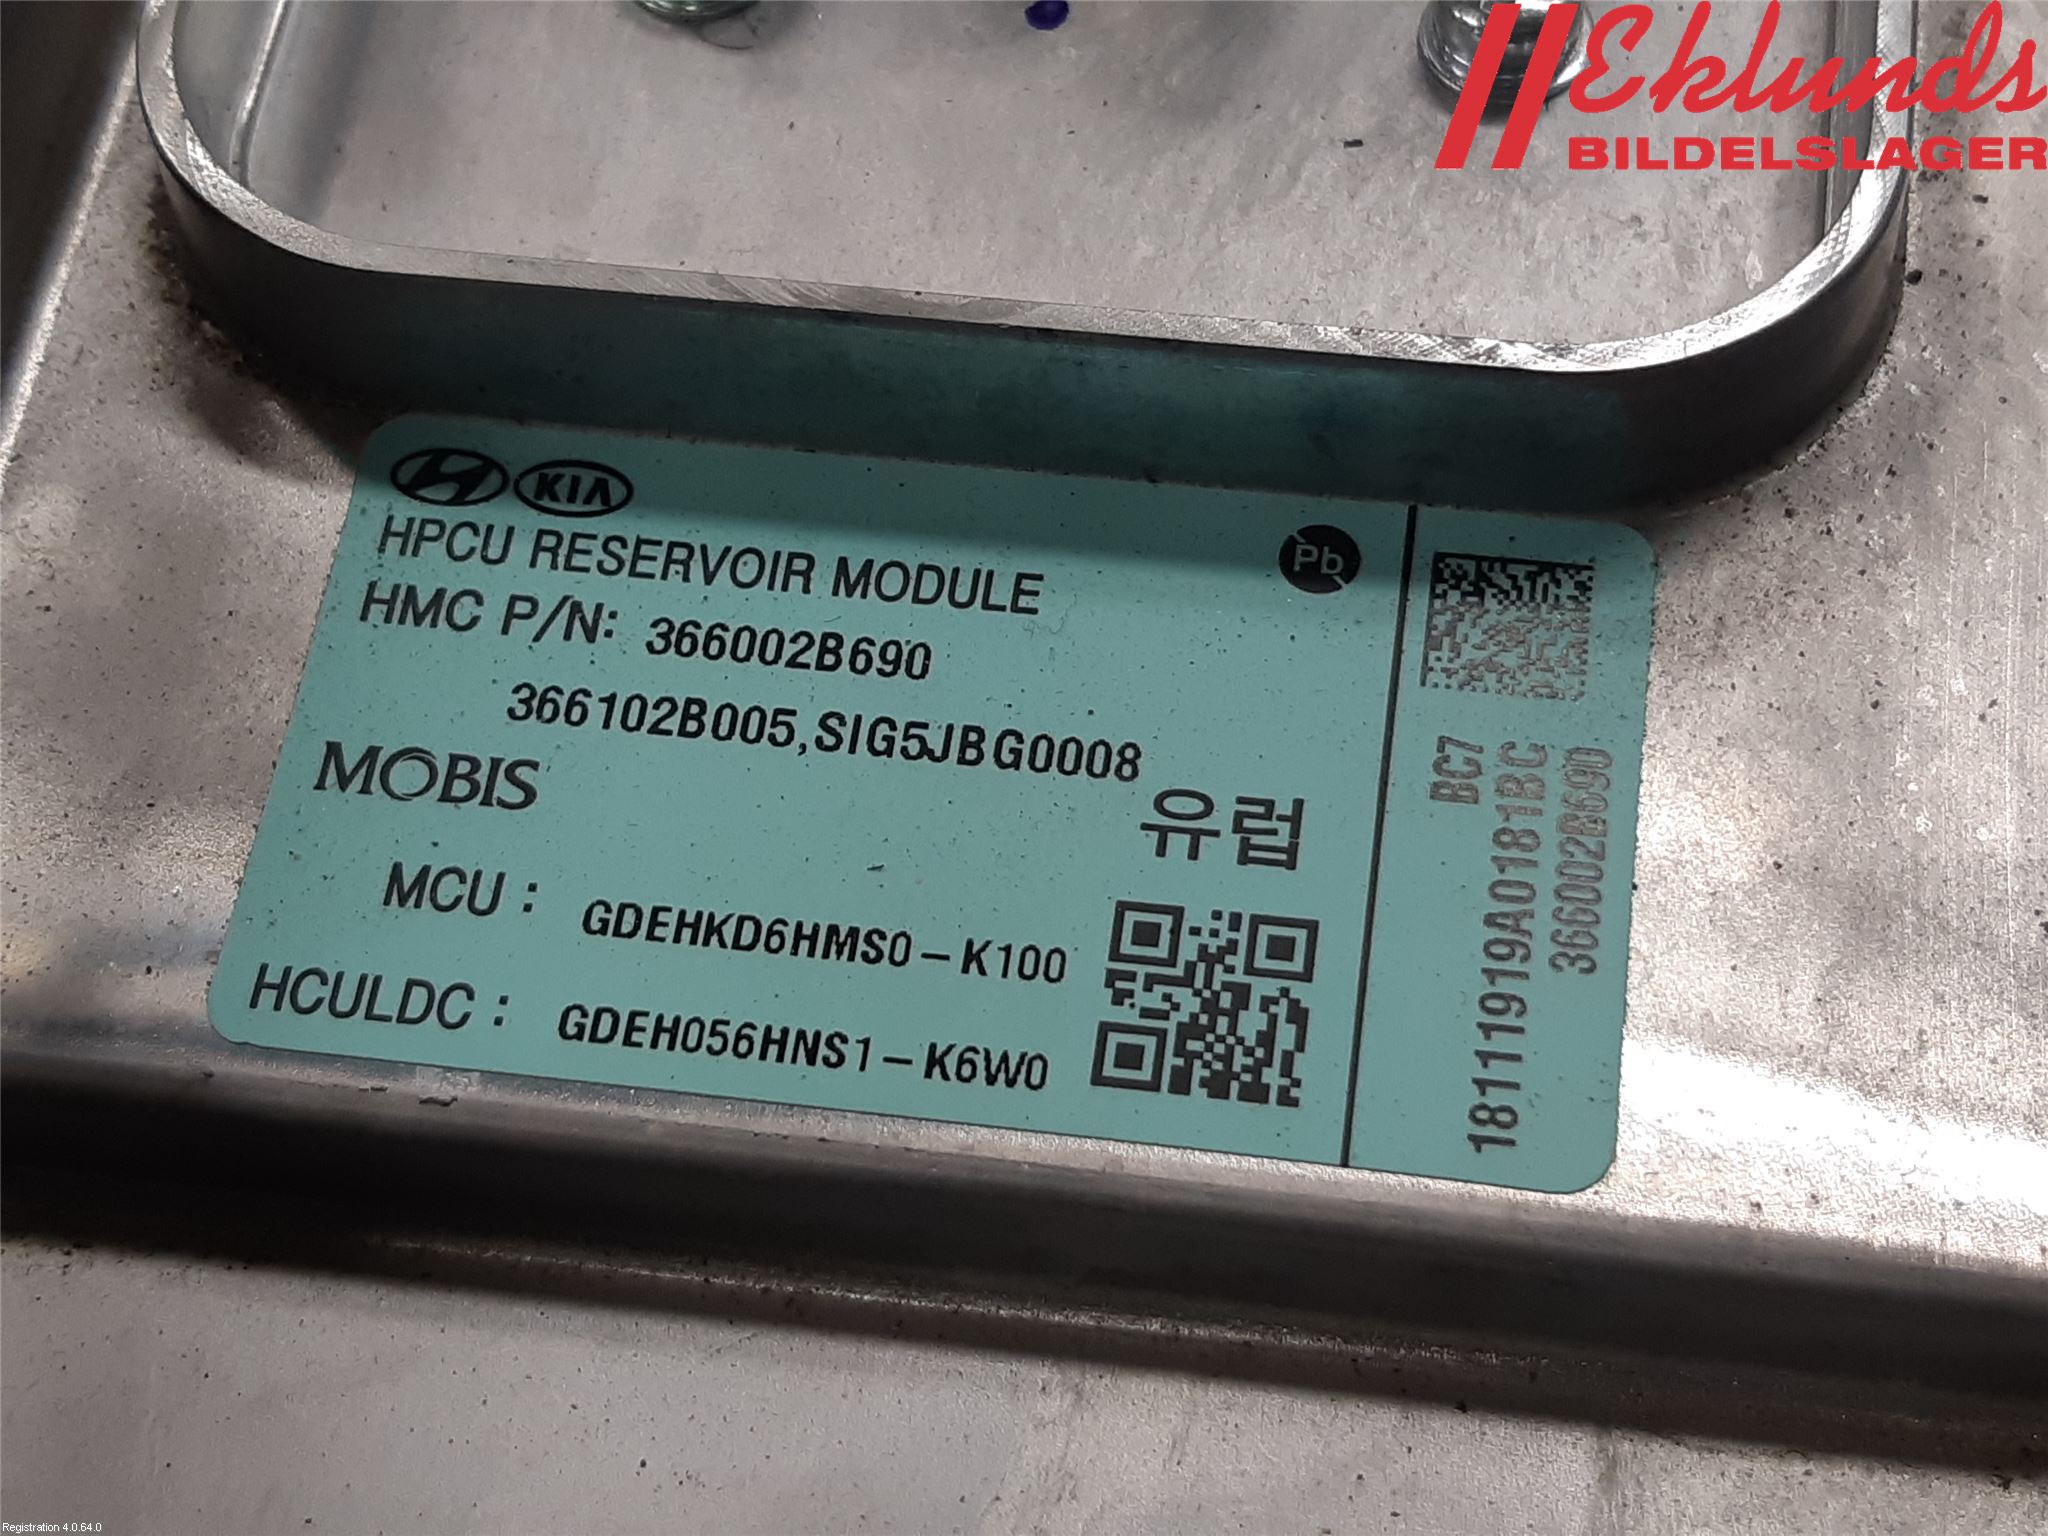 Eklunds
BILDELSLAGER
KIA
HPCU RESERVOIR MODULE
Pb
HMC P/N: 366002B690
366102B005,SIG5JBG0008
MOBIS
유럽
MCU : GDEHKD6HMS0-K100
HCULDC : GDEH056HNS1-K6W0
BC7
18111919A0181BC
366002B690
Registration 4.0.64.0